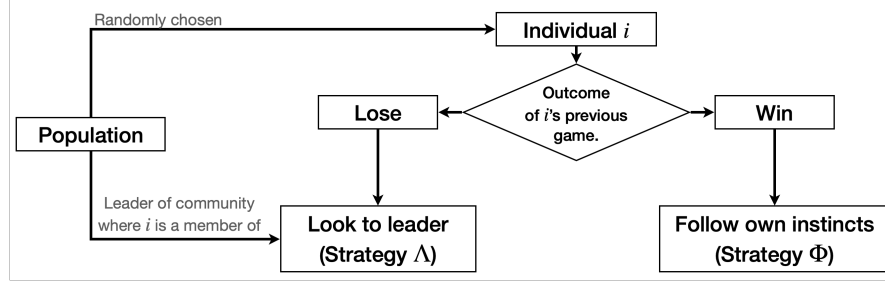 Randomly chosen
Individual i
Outcome
of i's previous
game.
Lose
Win
Population
Leader of community
where i is a member of
Look to leader
(Strategy Λ)
Follow own instincts
(Strategy Φ)